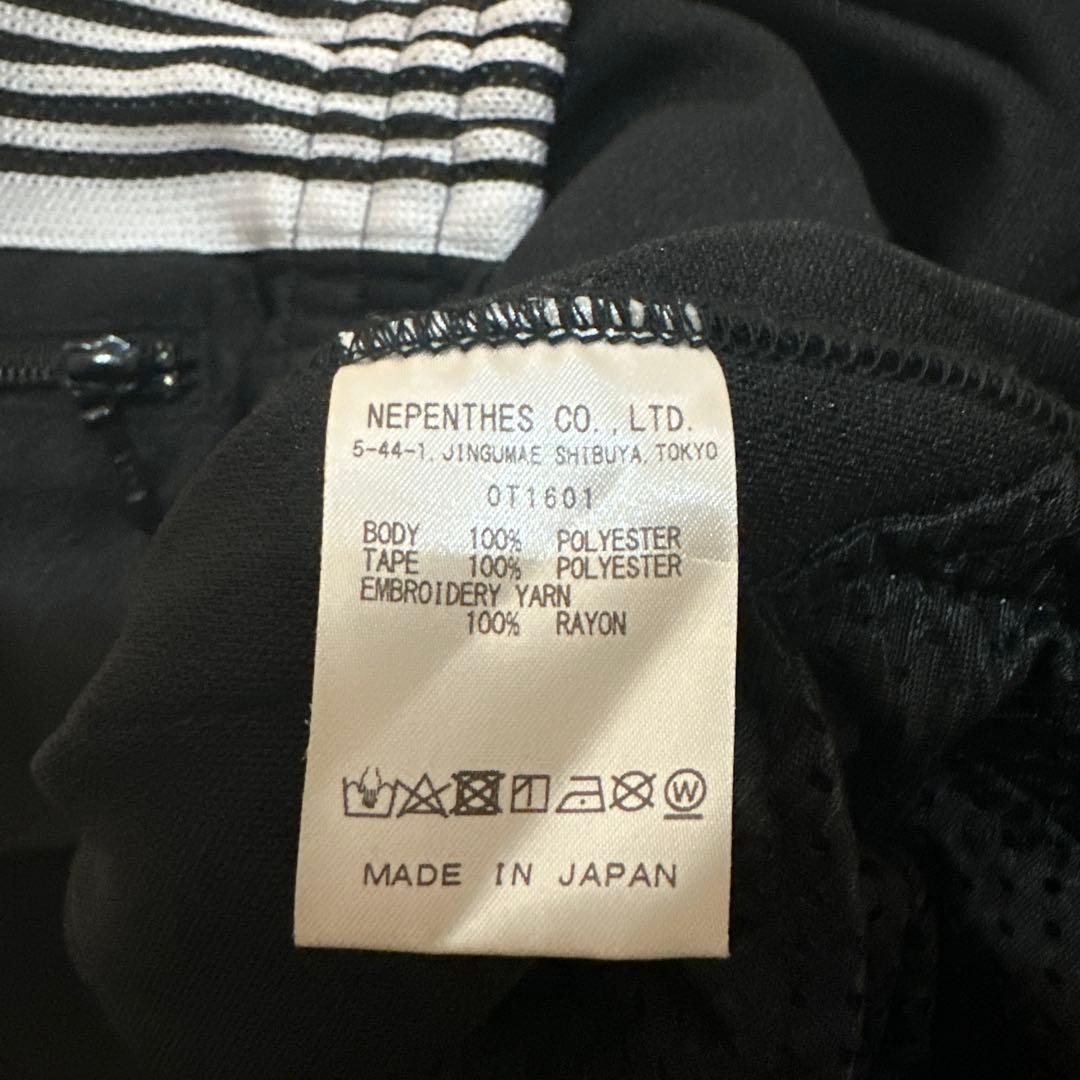 NEPENTHES CO.,LTD.
5-44-1, JINGUMAE SHIBUYA, TOKYO
OT1601
BODY 100% POLYESTER
TAPE 100% POLYESTER
EMBROIDERY YARN
100% RAYON
W
MADE IN JAPAN